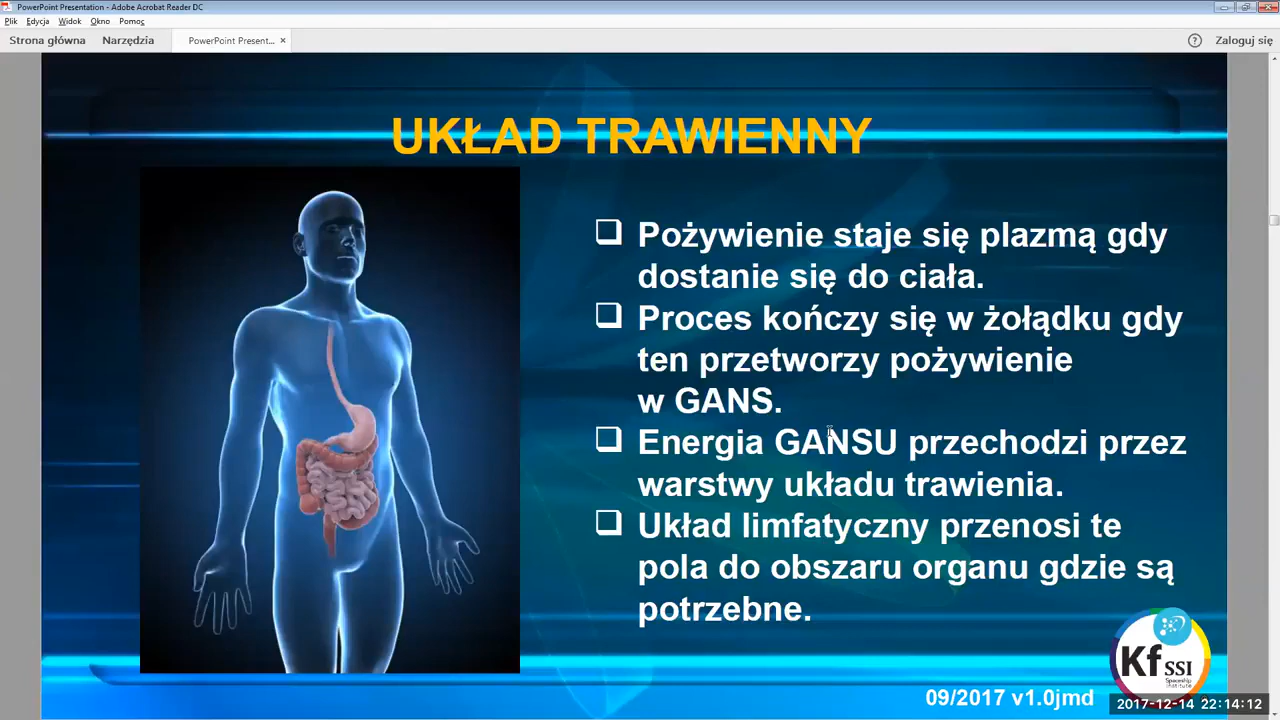 PowerPoint Presentation - Adobe Acrobat Reader DC
Plik Edycja Widok Okno Pomoc
Strona główna Narzędzia PowerPoint Present... × ? Zaloguj się
UKŁAD TRAWIENNY
Pożywienie staje się plazmą gdy
dostanie się do ciała.
Proces kończy się w żołądku gdy
ten przetworzy pożywienie
w GANS.
Energia GANSU przechodzi przez
warstwy układu trawienia.
Układ limfatyczny przenosi te
pola do obszaru organu gdzie są
potrzebne.
Kf SSI
Spaceship
Institute
09/2017 v1.0jmd
2017-12-14 22:14:12